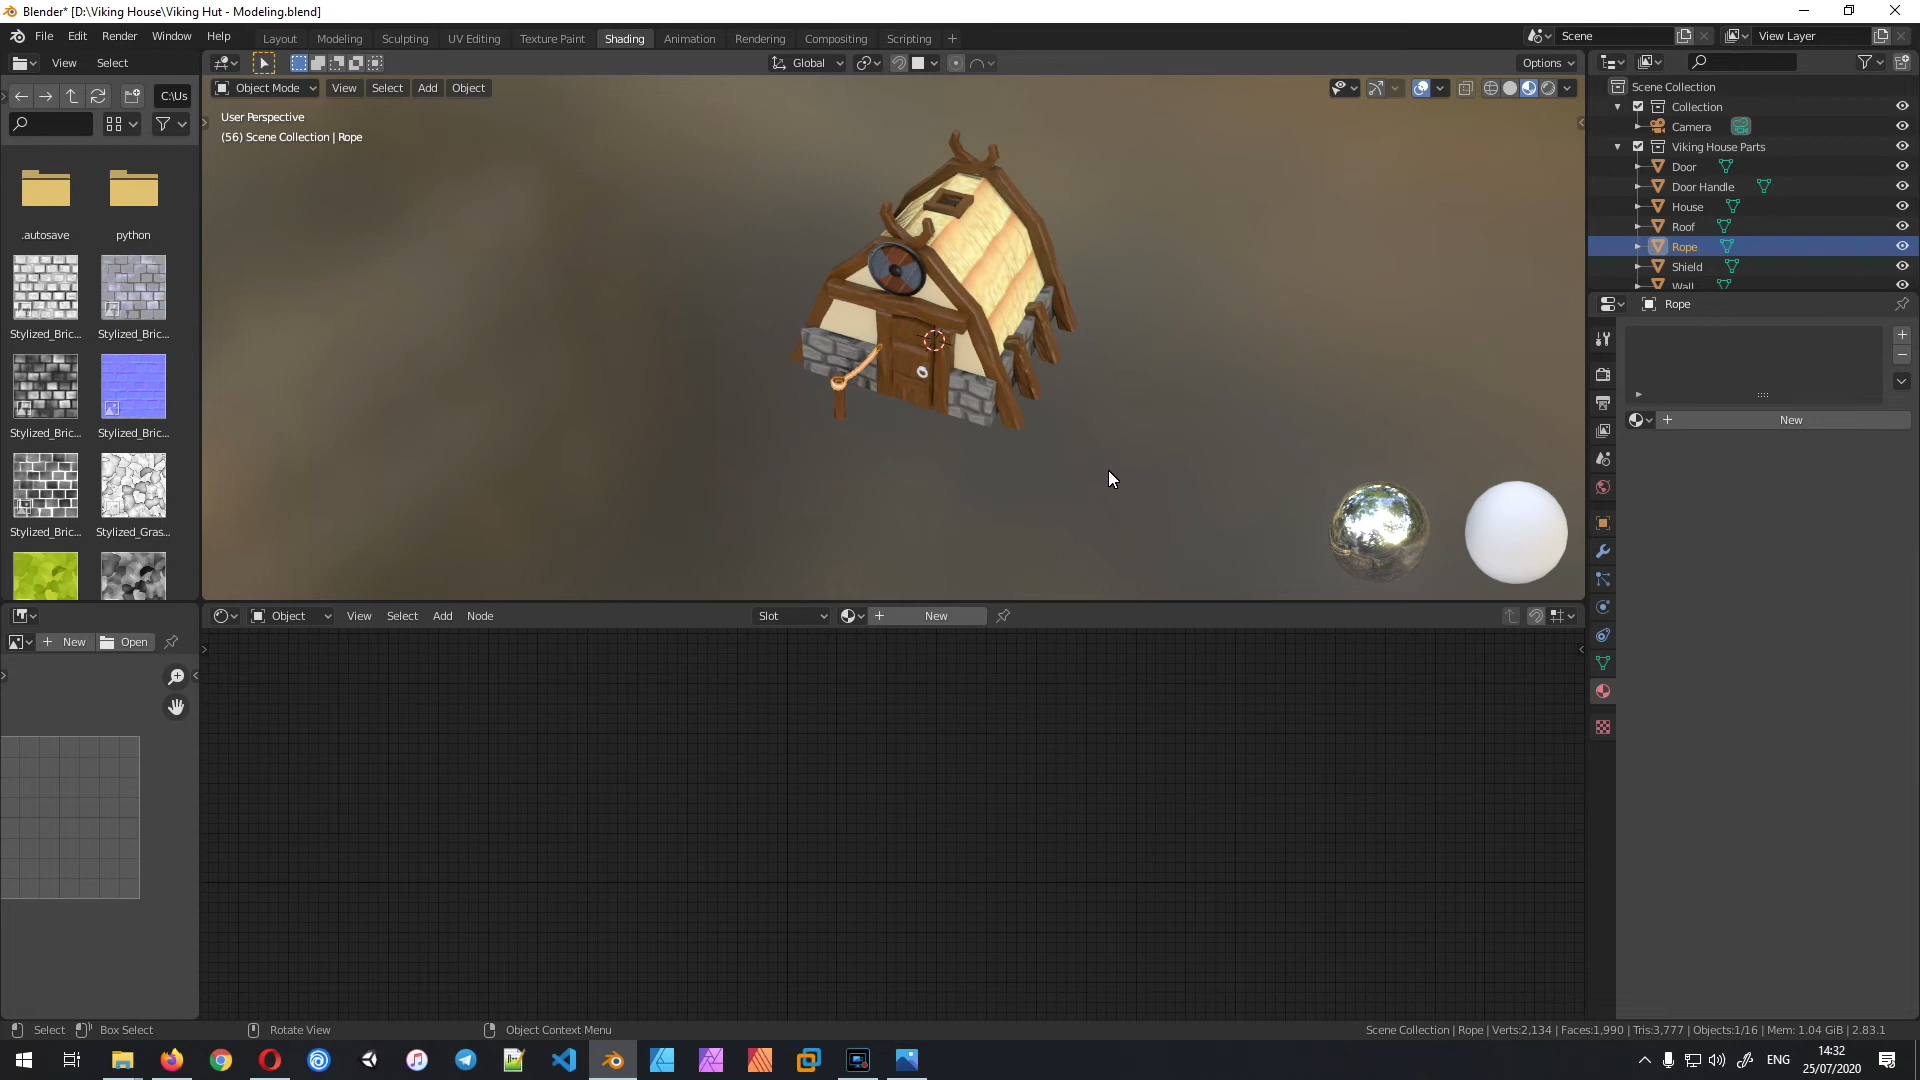 Blender* [D:\Viking House\Viking Hut - Modeling.blend]
File Edit Render Window Help
Layout Modeling Sculpting UV Editing Texture Paint Shading Animation Rendering Compositing Scripting
Scene
View Layer
View Select
Global
Options
C:\Us
Object Mode View Select Add Object
User Perspective
(56) Scene Collection | Rope
.autosave
python
Stylized_Bric...
Stylized_Bric...
Stylized_Bric...
Stylized_Bric...
Stylized_Bric...
Stylized_Gras...
Scene Collection
Collection
Camera
Viking House Parts
Door
Door Handle
House
Roof
Rope
Shield
Wall
Rope
New
Object View Select Add Node
Slot
New
New Open
Select
Box Select
Rotate View
Object Context Menu
Scene Collection | Rope | Verts:2,134 | Faces:1,990 | Tris:3,777 | Objects:1/16 | Mem: 1.04 GiB | 2.83.1
ENG
14:32
25/07/2020